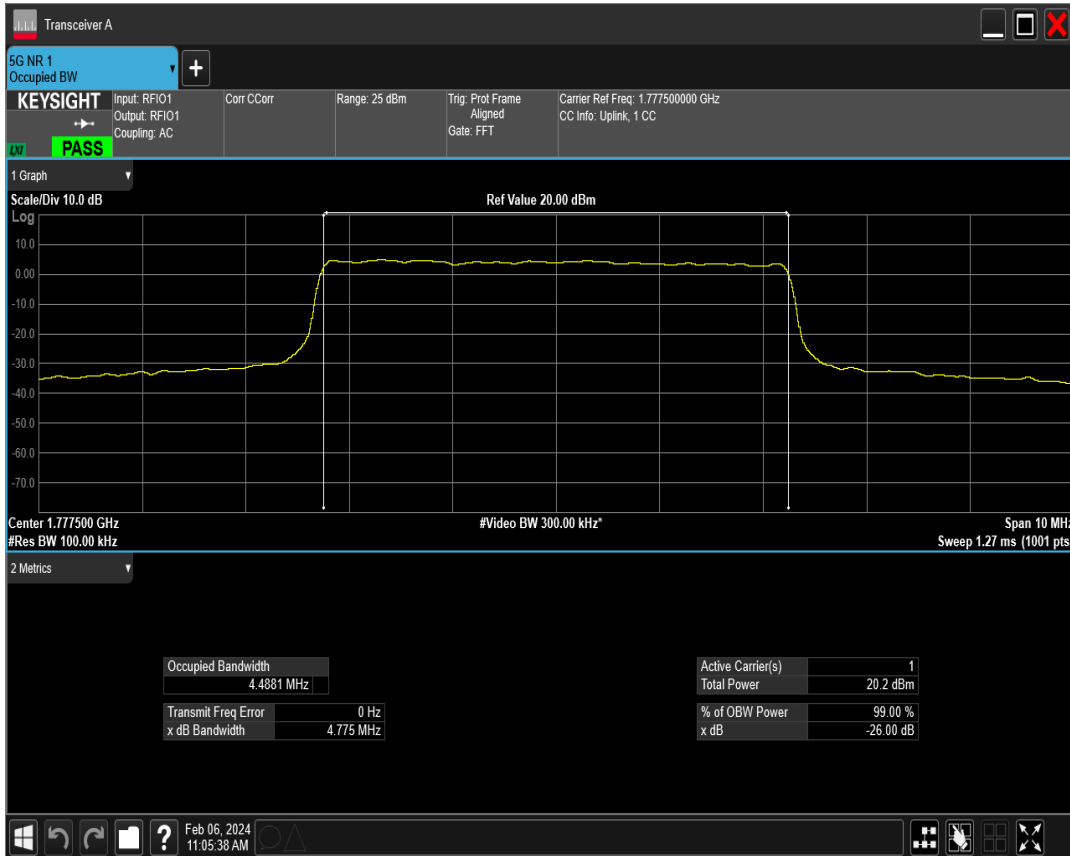 Transceiver A
5G NR 1
Occupied BW
KEYSIGHT
LXI
PASS
Input: RFIO1
Output: RFIO1
Coupling: AC
Corr CCorr
Range: 25 dBm
Trig: Prot Frame
Aligned
Gate: FFT
Carrier Ref Freq: 1.777500000 GHz
CC Info: Uplink, 1 CC
1 Graph
Scale/Div 10.0 dB
Ref Value 20.00 dBm
Log
10.0
0.00
-10.0
-20.0
-30.0
-40.0
-50.0
-60.0
-70.0
Center 1.777500 GHz
#Video BW 300.00 kHz*
Span 10 MHz
#Res BW 100.00 kHz
Sweep 1.27 ms (1001 pts
2 Metrics
Occupied Bandwidth
4.4881 MHz
Transmit Freq Error 0 Hz
x dB Bandwidth 4.775 MHz
Active Carrier(s) 1
Total Power 20.2 dBm
% of OBW Power 99.00 %
x dB -26.00 dB
?
Feb 06, 2024
11:05:38 AM